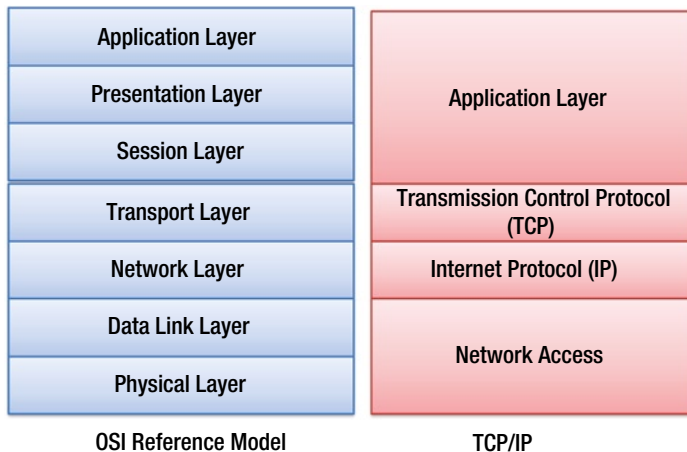 Application Layer
Presentation Layer
Session Layer
Transport Layer
Network Layer
Data Link Layer
Physical Layer
OSI Reference Model
Application Layer
Transmission Control Protocol
(TCP)
Internet Protocol (IP)
Network Access
TCP/IP